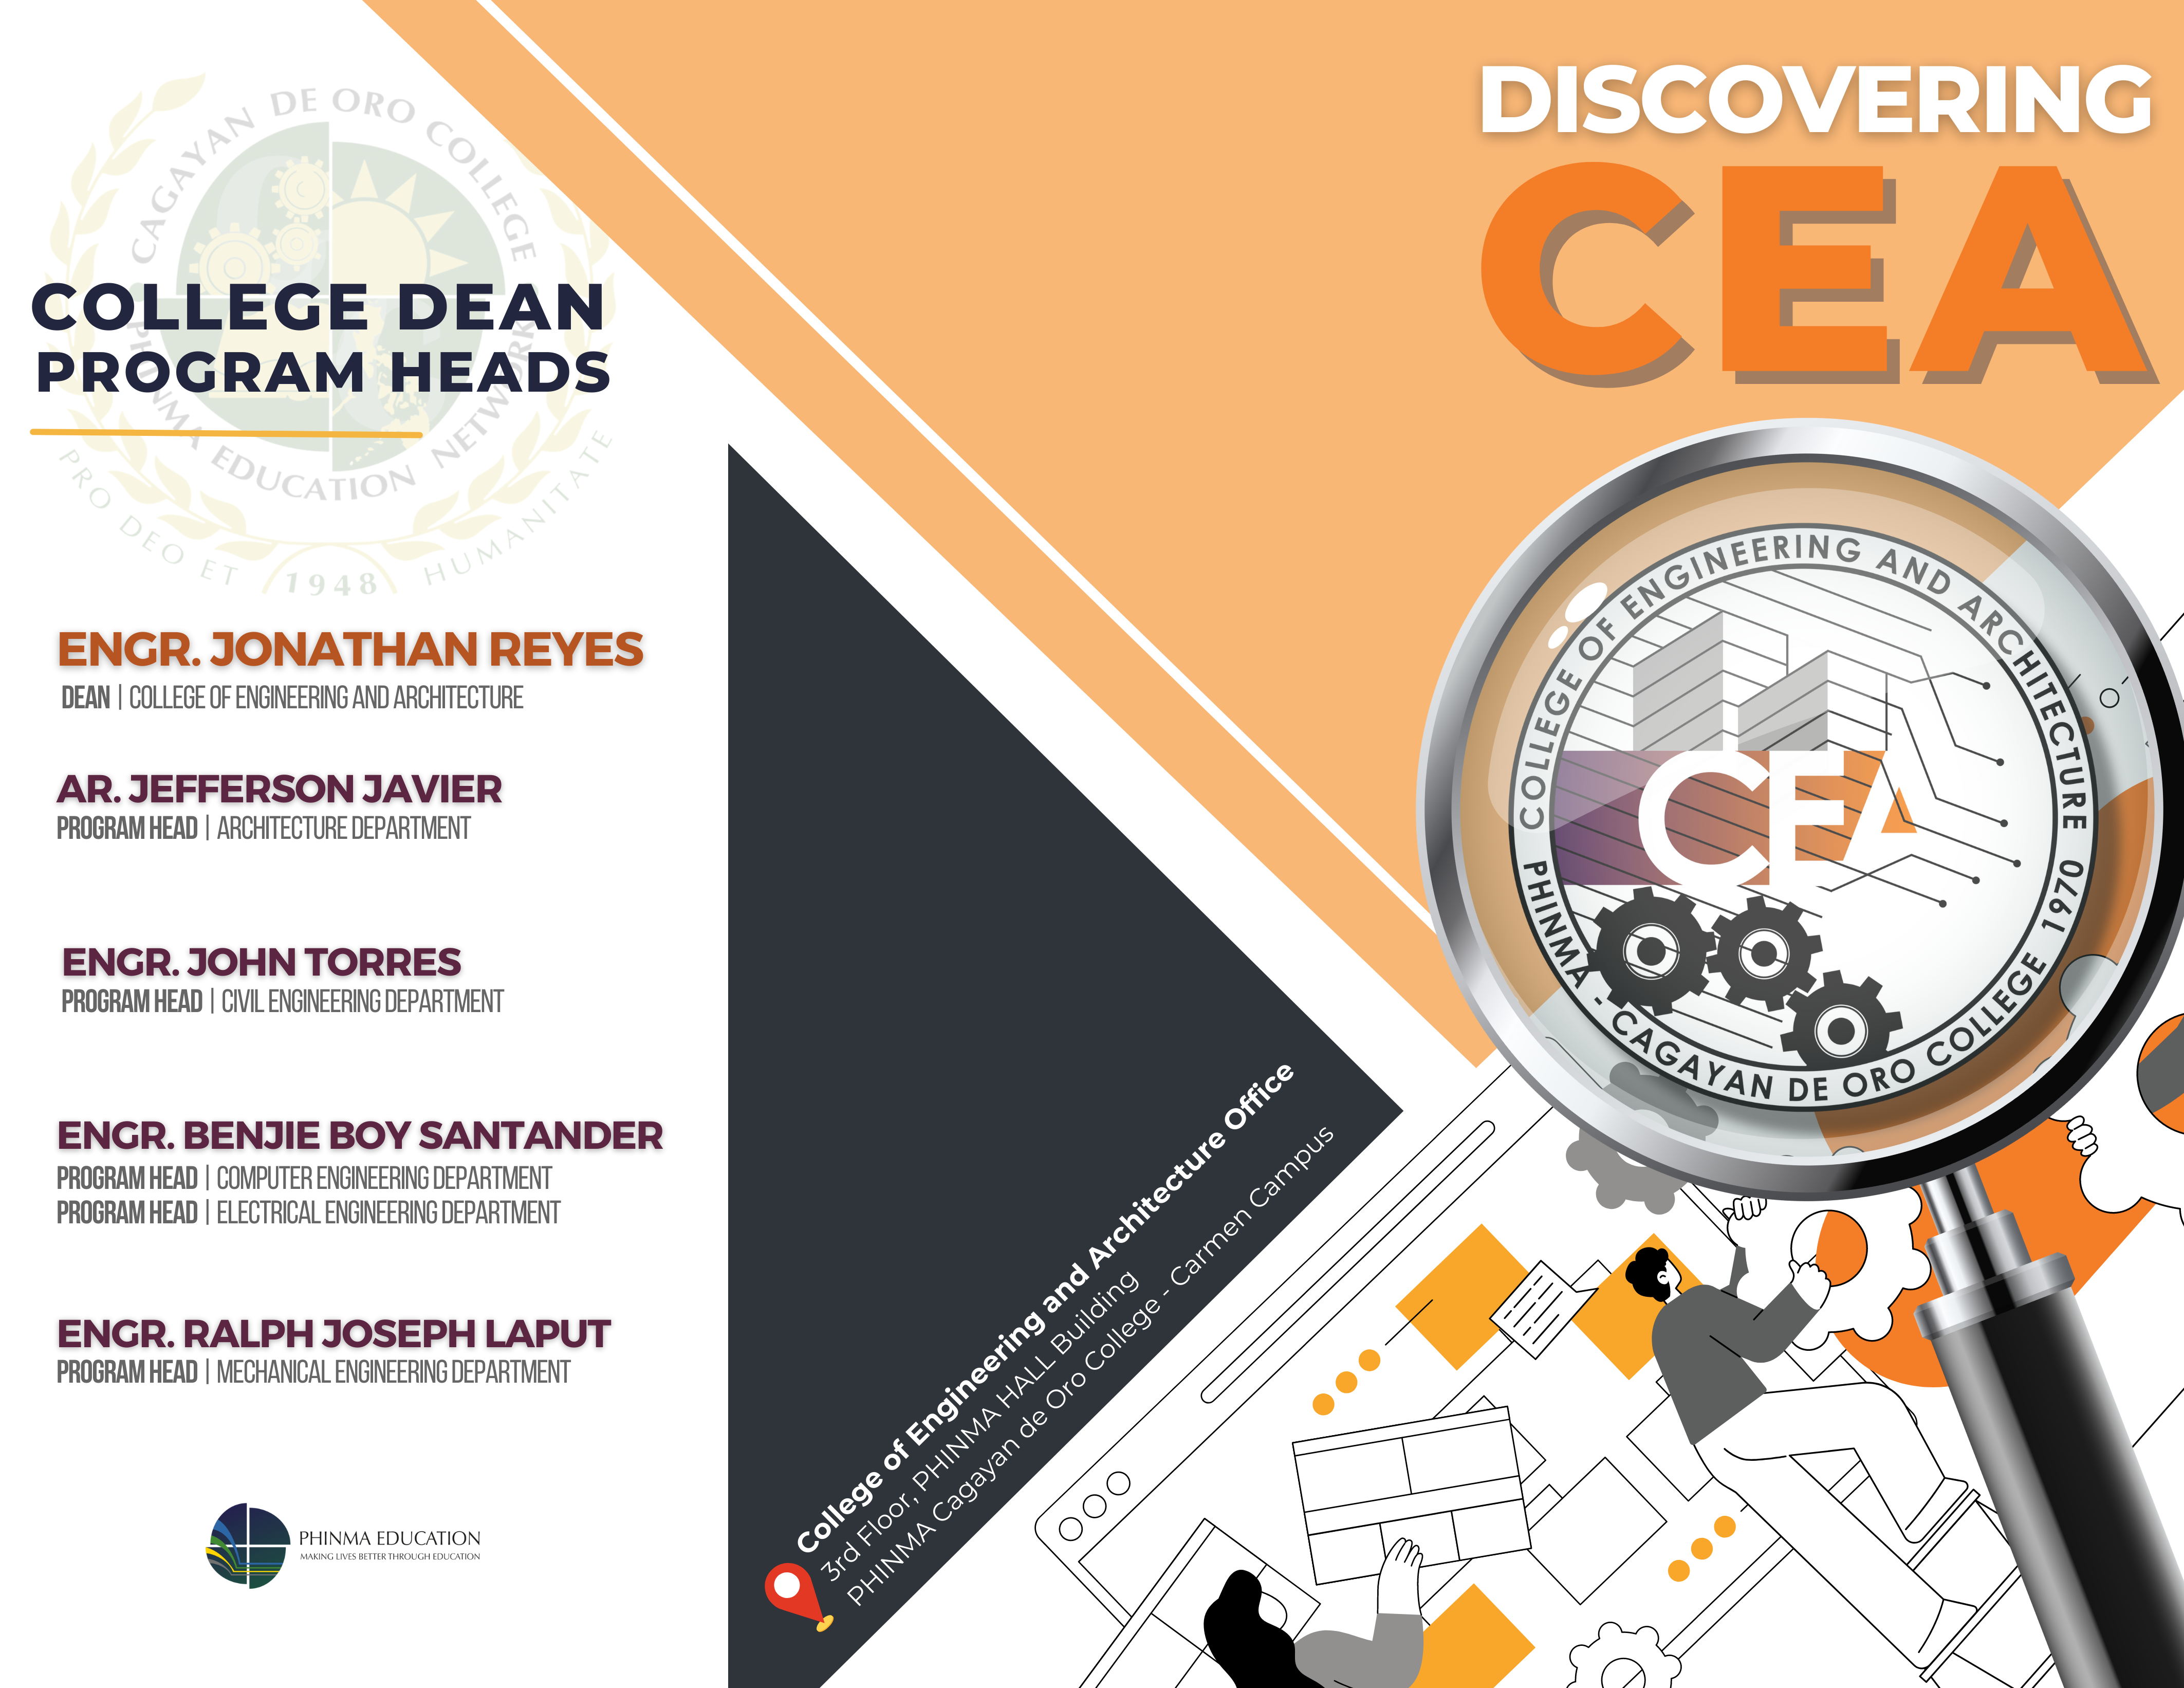 CAGAYAN DE ORO COLLEGE
PHINMA EDUCATION NETWORK
PRO DEO ET HUMANITATE
1948
COLLEGE DEAN
PROGRAM HEADS
ENGR. JONATHAN REYES
DEAN | COLLEGE OF ENGINEERING AND ARCHITECTURE
AR. JEFFERSON JAVIER
PROGRAM HEAD | ARCHITECTURE DEPARTMENT
ENGR. JOHN TORRES
PROGRAM HEAD | CIVIL ENGINEERING DEPARTMENT
ENGR. BENJIE BOY SANTANDER
PROGRAM HEAD | COMPUTER ENGINEERING DEPARTMENT
PROGRAM HEAD | ELECTRICAL ENGINEERING DEPARTMENT
ENGR. RALPH JOSEPH LAPUT
PROGRAM HEAD | MECHANICAL ENGINEERING DEPARTMENT
PHINMA EDUCATION
MAKING LIVES BETTER THROUGH EDUCATION
College of Engineering and Architecture Office
3rd Floor, PHINMA HALL Building
PHINMA Cagayan de Oro College - Carmen Campus
DISCOVERING
CEA
COLLEGE OF ENGINEERING AND ARCHITECTURE
CEA
PHINMA - CAGAYAN DE ORO COLLEGE 1970